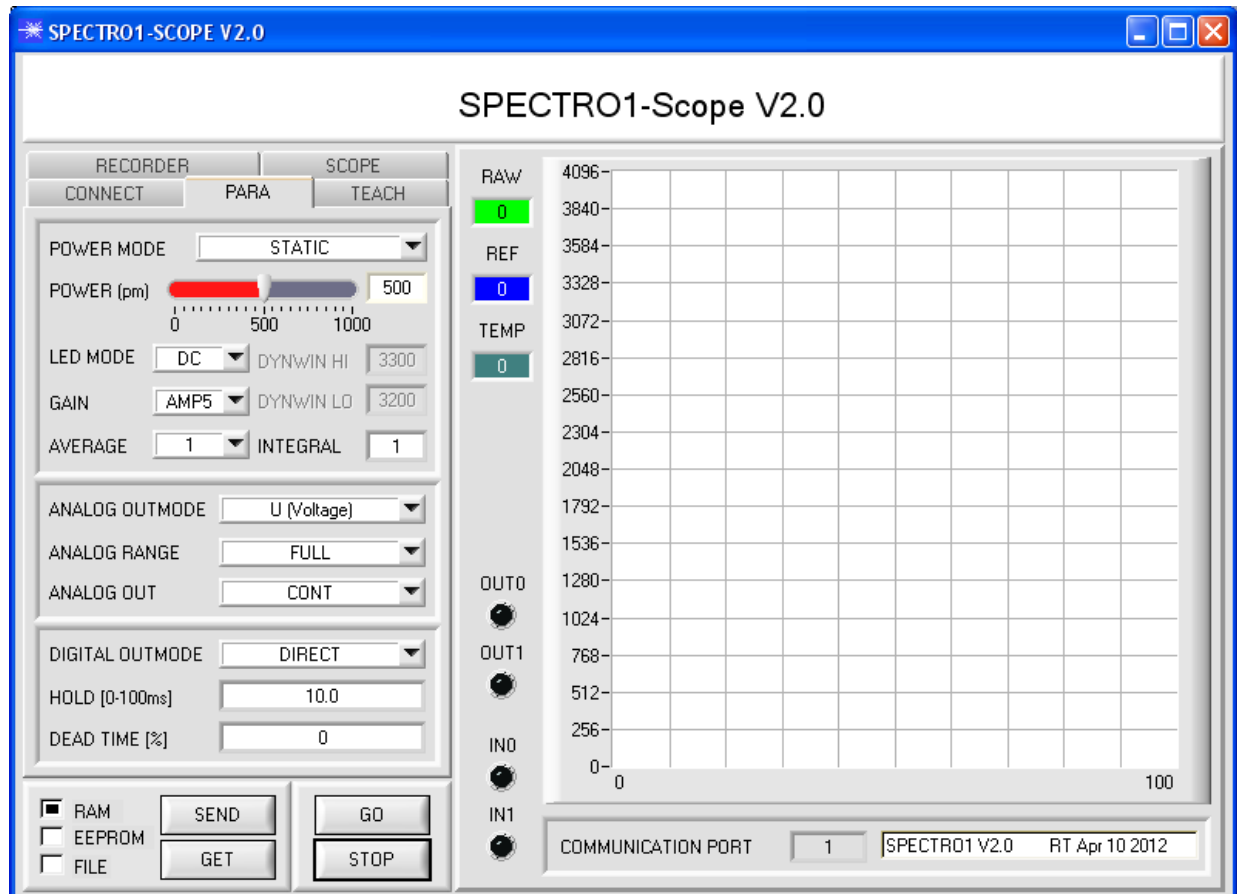 SPECTRO1-SCOPE V2.0
SPECTRO1-Scope V2.0
RECORDER SCOPE
CONNECT PARA TEACH
POWER MODE STATIC
POWER (pm) 500
0 500 1000
LED MODE DC DYNWIN HI 3300
GAIN AMP5 DYNWIN LO 3200
AVERAGE 1 INTEGRAL 1
ANALOG OUTMODE U (Voltage)
ANALOG RANGE FULL
ANALOG OUT CONT
DIGITAL OUTMODE DIRECT
HOLD [0-100ms] 10.0
DEAD TIME [%] 0
RAM
EEPROM
FILE
SEND
GET
GO
STOP
RAW
0
REF
0
TEMP
0
OUT0
OUT1
IN0
IN1
4096
3840
3584
3328
3072
2816
2560
2304
2048
1792
1536
1280
1024
768
512
256
0
0 100
COMMUNICATION PORT 1 SPECTRO1 V2.0 RT Apr 10 2012